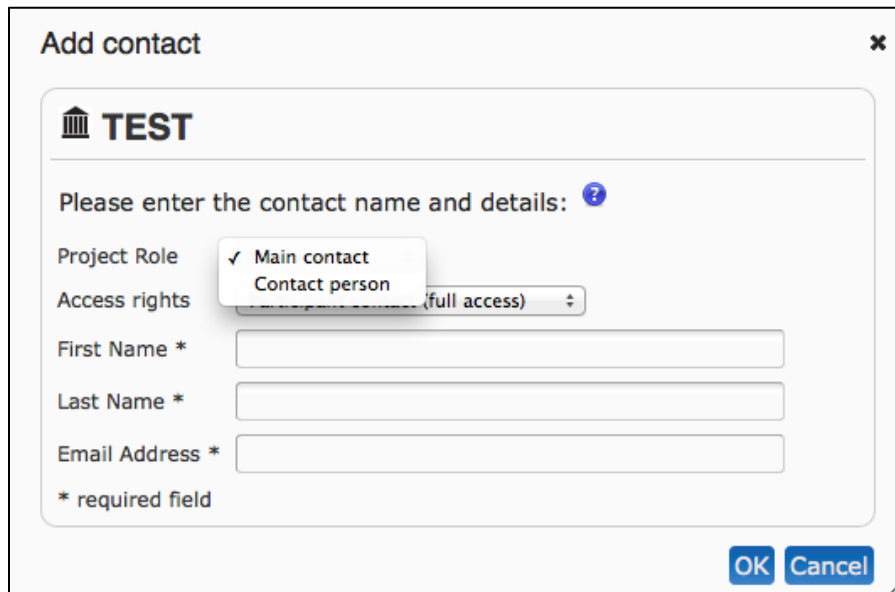 Add contact
TEST
Please enter the contact name and details: ?
Project Role ✓ Main contact
Contact person
Access rights (full access)
First Name *
Last Name *
Email Address *
* required field
OK Cancel